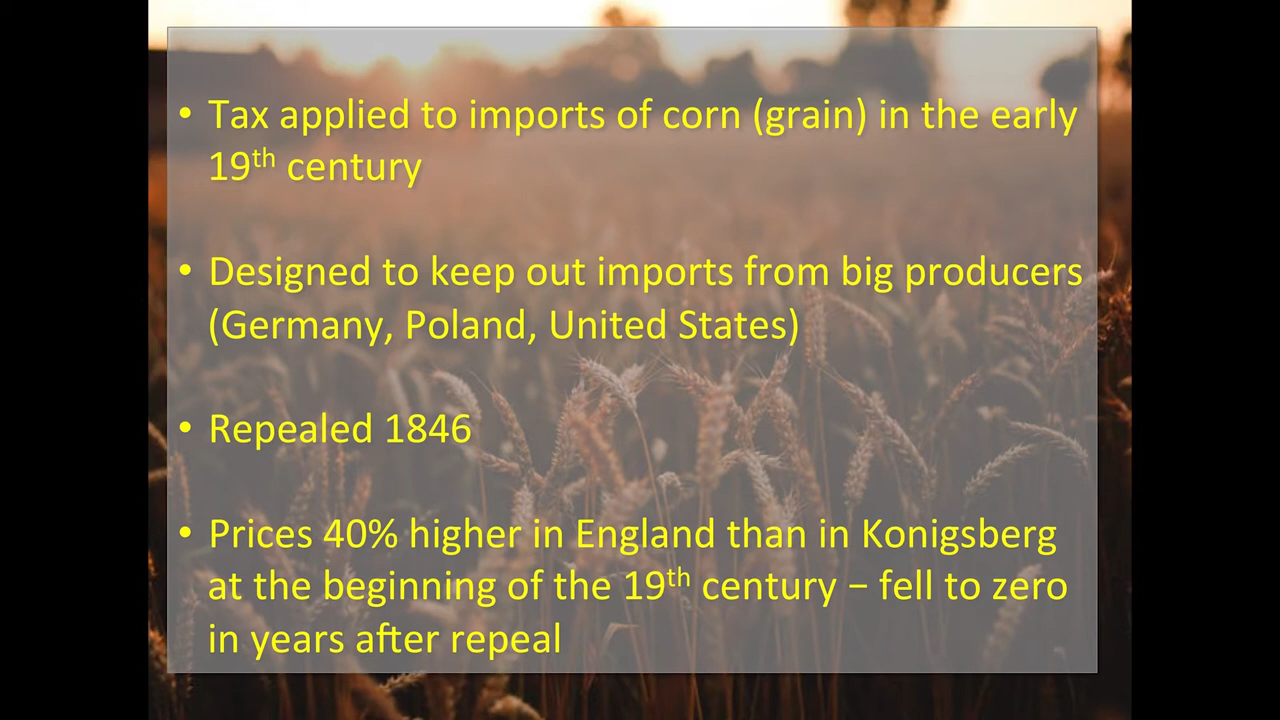 • Tax applied to imports of corn (grain) in the early
19th century
• Designed to keep out imports from big producers
(Germany, Poland, United States)
• Repealed 1846
• Prices 40% higher in England than in Konigsberg
at the beginning of the 19th century – fell to zero
in years after repeal